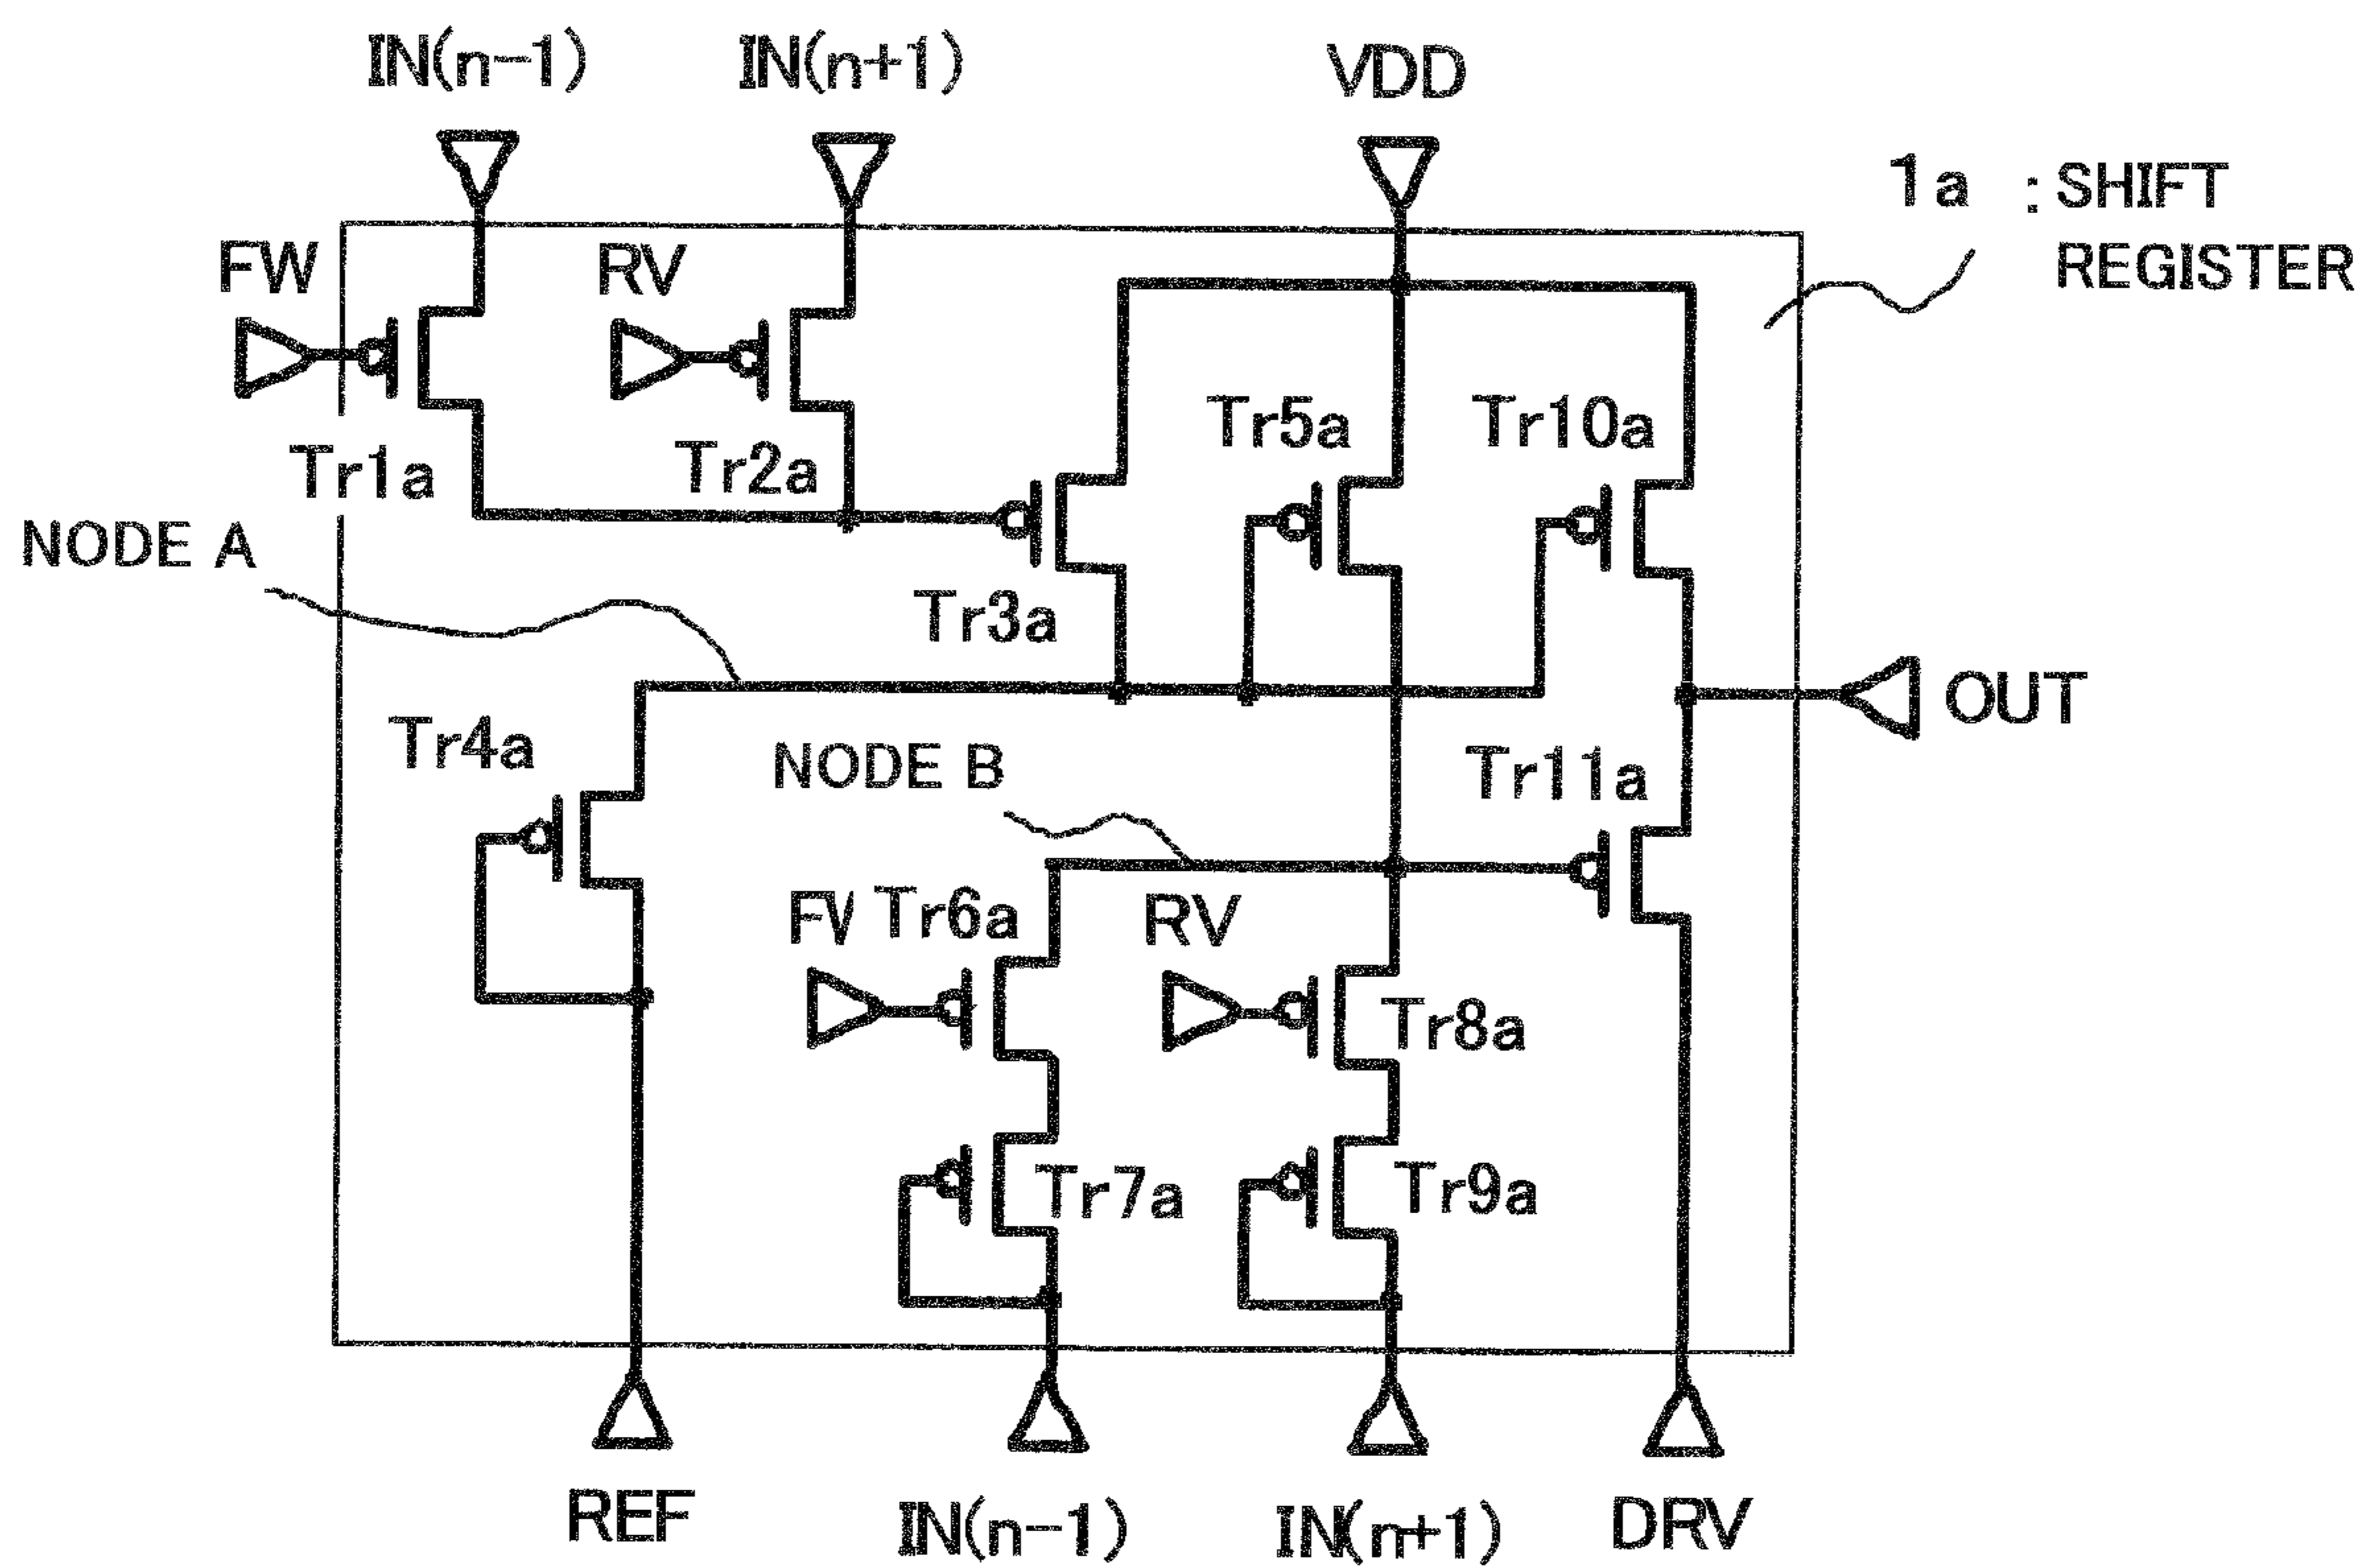 IN(n-1)
IN(n+1)
VDD
1a : SHIFT
REGISTER
FW
RV
Tr1a
Tr2a
Tr5a
Tr10a
NODE A
Tr3a
Tr4a
NODE B
Tr11a
OUT
FW
Tr6a
RV
Tr8a
Tr7a
Tr9a
REF
IN(n-1)
IN(n+1)
DRV